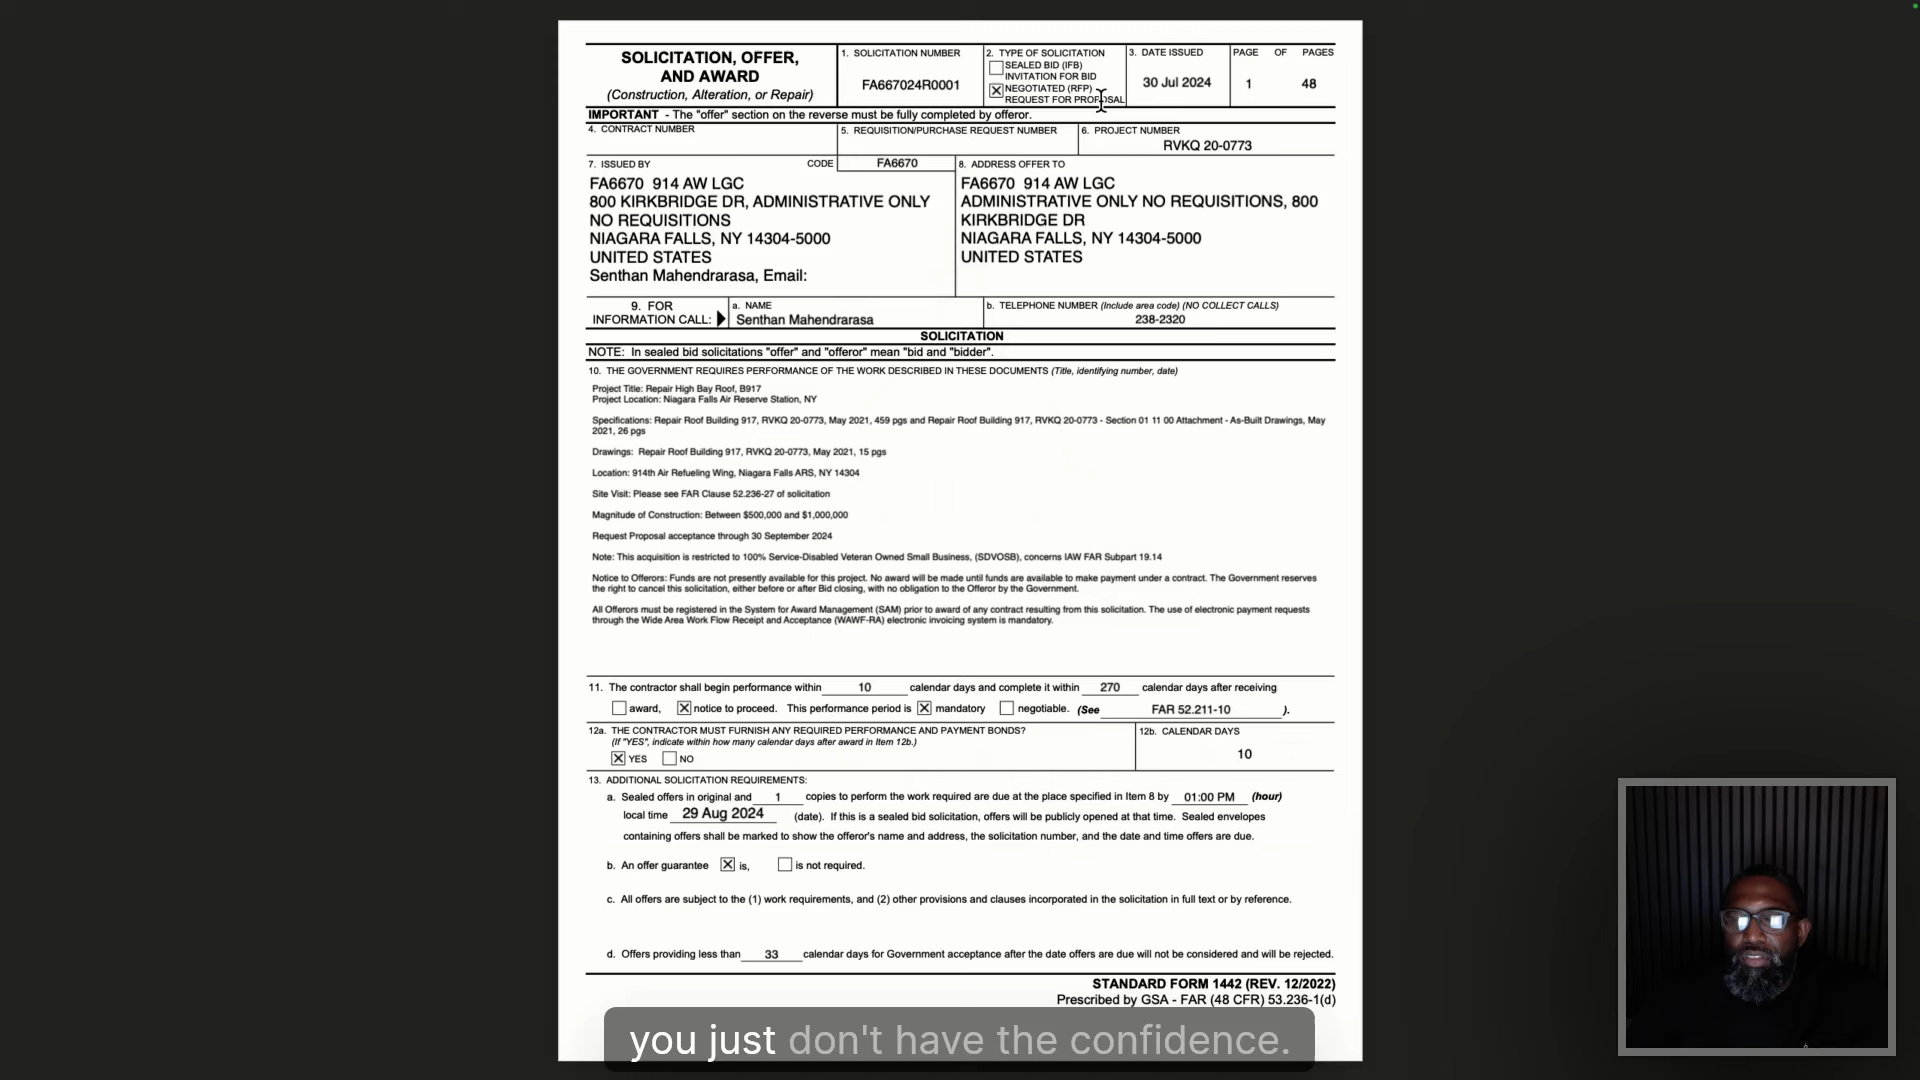 SOLICITATION, OFFER,
AND AWARD
(Construction, Alteration, or Repair)
1. SOLICITATION NUMBER
FA667024R0001
2. TYPE OF SOLICITATION
SEALED BID (IFB)
INVITATION FOR BID
NEGOTIATED (RFP)
REQUEST FOR PROPOSAL
3. DATE ISSUED
30 Jul 2024
PAGE OF PAGES
1 48
IMPORTANT - The "offer" section on the reverse must be fully completed by offeror.
4. CONTRACT NUMBER
5. REQUISITION/PURCHASE REQUEST NUMBER
6. PROJECT NUMBER
RVKQ 20-0773
7. ISSUED BY CODE FA6670
FA6670 914 AW LGC
800 KIRKBRIDGE DR, ADMINISTRATIVE ONLY
NO REQUISITIONS
NIAGARA FALLS, NY 14304-5000
UNITED STATES
Senthan Mahendrarasa, Email:
8. ADDRESS OFFER TO
FA6670 914 AW LGC
ADMINISTRATIVE ONLY NO REQUISITIONS, 800
KIRKBRIDGE DR
NIAGARA FALLS, NY 14304-5000
UNITED STATES
9. FOR
INFORMATION CALL:
a. NAME
Senthan Mahendrarasa
b. TELEPHONE NUMBER (Include area code) (NO COLLECT CALLS)
238-2320
SOLICITATION
NOTE: In sealed bid solicitations "offer" and "offeror" mean "bid and "bidder".
10. THE GOVERNMENT REQUIRES PERFORMANCE OF THE WORK DESCRIBED IN THESE DOCUMENTS (Title, identifying number, date)
Project Title: Repair High Bay Roof, B917
Project Location: Niagara Falls Air Reserve Station, NY
Specifications: Repair Roof Building 917, RVKQ 20-0773, May 2021, 459 pgs and Repair Roof Building 917, RVKQ 20-0773 - Section 01 11 00 Attachment - As-Built Drawings, May
2021, 26 pgs
Drawings: Repair Roof Building 917, RVKQ 20-0773, May 2021, 15 pgs
Location: 914th Air Refueling Wing, Niagara Falls ARS, NY 14304
Site Visit: Please see FAR Clause 52.236-27 of solicitation
Magnitude of Construction: Between $500,000 and $1,000,000
Request Proposal acceptance through 30 September 2024
Note: This acquisition is restricted to 100% Service-Disabled Veteran Owned Small Business, (SDVOSB), concerns IAW FAR Subpart 19.14
Notice to Offerors: Funds are not presently available for this project. No award will be made until funds are available to make payment under a contract. The Government reserves
the right to cancel this solicitation, either before or after Bid closing, with no obligation to the Offeror by the Government.
All Offerors must be registered in the System for Award Management (SAM) prior to award of any contract resulting from this solicitation. The use of electronic payment requests
through the Wide Area Work Flow Receipt and Acceptance (WAWF-RA) electronic invoicing system is mandatory.
11. The contractor shall begin performance within 10 calendar days and complete it within 270 calendar days after receiving
award, notice to proceed. This performance period is mandatory negotiable. (See FAR 52.211-10 ).
12a. THE CONTRACTOR MUST FURNISH ANY REQUIRED PERFORMANCE AND PAYMENT BONDS?
(If "YES", indicate within how many calendar days after award in Item 12b.)
YES NO
12b. CALENDAR DAYS
10
13. ADDITIONAL SOLICITATION REQUIREMENTS:
a. Sealed offers in original and 1 copies to perform the work required are due at the place specified in Item 8 by 01:00 PM (hour)
local time 29 Aug 2024 (date). If this is a sealed bid solicitation, offers will be publicly opened at that time. Sealed envelopes
containing offers shall be marked to show the offeror's name and address, the solicitation number, and the date and time offers are due.
b. An offer guarantee is, is not required.
c. All offers are subject to the (1) work requirements, and (2) other provisions and clauses incorporated in the solicitation in full text or by reference.
d. Offers providing less than 33 calendar days for Government acceptance after the date offers are due will not be considered and will be rejected.
STANDARD FORM 1442 (REV. 12/2022)
Prescribed by GSA - FAR (48 CFR) 53.236-1(d)
you just don't have the confidence.